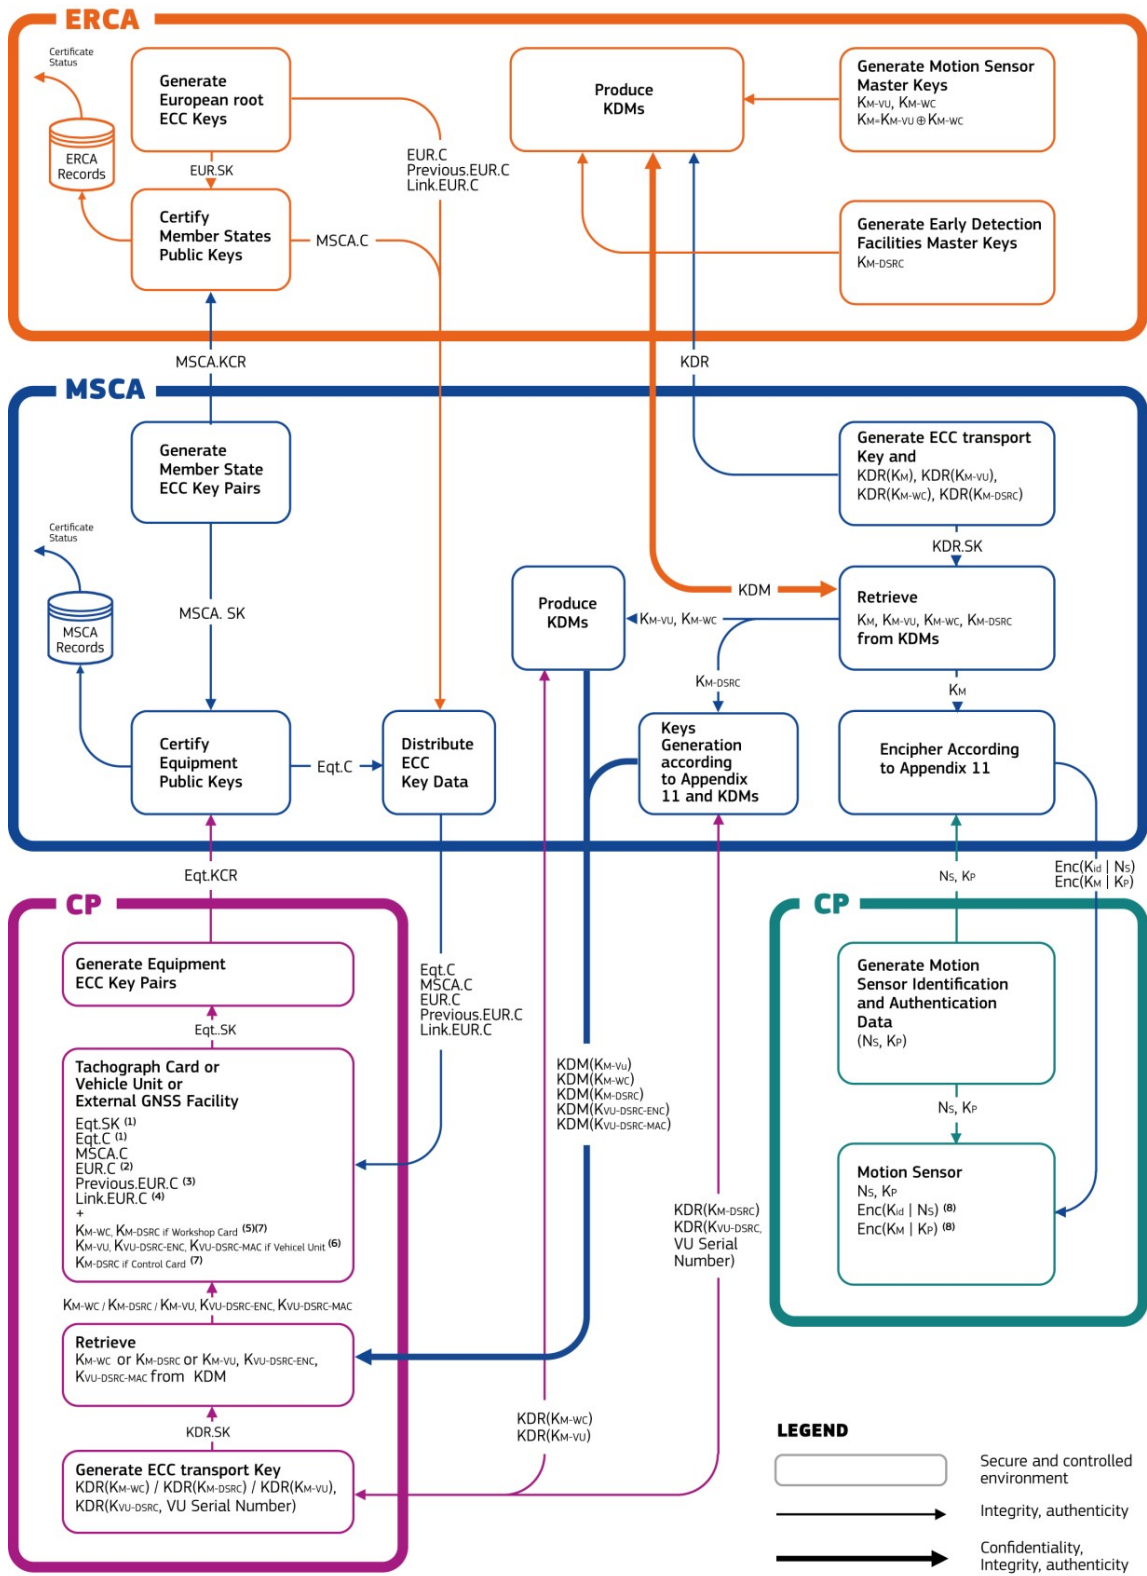 ERCA
Certificate
Status
ERCA
Records
Generate
European root
ECC Keys
EUR.SK
Certify
Member States
Public Keys
MSCA.C
EUR.C
Previous.EUR.C
Link.EUR.C
Produce
KDMs
Generate Motion Sensor
Master Keys
KM-VU, KM-WC
KM=KM-VU ⊕ KM-WC
Generate Early Detection
Facilities Master Keys
KM-DSRC
MSCA.KCR
KDR
MSCA
Generate
Member State
ECC Key Pairs
Certificate
Status
MSCA
Records
MSCA. SK
Certify
Equipment
Public Keys
Eqt.C
Distribute
ECC
Key Data
Produce
KDMs
KM-VU, KM-WC
KDM
KM-DSRC
Keys
Generation
according
to Appendix
11 and KDMs
Generate ECC transport
Key and
KDR(KM), KDR(KM-VU),
KDR(KM-WC), KDR(KM-DSRC)
KDR.SK
Retrieve
KM, KM-VU, KM-WC, KM-DSRC
from KDMs
KM
Encipher According
to Appendix 11
Eqt.KCR
NS, KP
Enc(Kid | NS)
Enc(KM | KP)
CP
Generate Equipment
ECC Key Pairs
Eqt.SK
Tachograph Card or
Vehicle Unit or
External GNSS Facility
Eqt.SK (1)
Eqt.C (1)
MSCA.C
EUR.C (2)
Previous.EUR.C (3)
Link.EUR.C (4)
+
KM-WC, KM-DSRC if Workshop Card (5)(7)
KM-VU, KVU-DSRC-ENC, KVU-DSRC-MAC if Vehicel Unit (6)
KM-DSRC if Control Card (7)
KM-WC / KM-DSRC / KM-VU, KVU-DSRC-ENC, KVU-DSRC-MAC
Retrieve
KM-WC or KM-DSRC or KM-VU, KVU-DSRC-ENC,
KVU-DSRC-MAC from KDM
KDR.SK
Generate ECC transport Key
KDR(KM-WC) / KDR(KM-DSRC) / KDR(KM-VU),
KDR(KVU-DSRC, VU Serial Number)
Eqt.C
MSCA.C
EUR.C
Previous.EUR.C
Link.EUR.C
KDM(KM-VU)
KDM(KM-WC)
KDM(KM-DSRC)
KDM(KVU-DSRC-ENC)
KDM(KVU-DSRC-MAC)
KDR(KM-WC)
KDR(KM-VU)
KDR(KM-DSRC)
KDR(KVU-DSRC,
VU Serial
Number)
CP
Generate Motion
Sensor Identification
and Authentication
Data
(NS, KP)
NS, KP
Motion Sensor
NS, KP
Enc(Kid | NS) (8)
Enc(KM | KP) (8)
LEGEND
Secure and controlled
environment
Integrity, authenticity
Confidentiality,
Integrity, authenticity